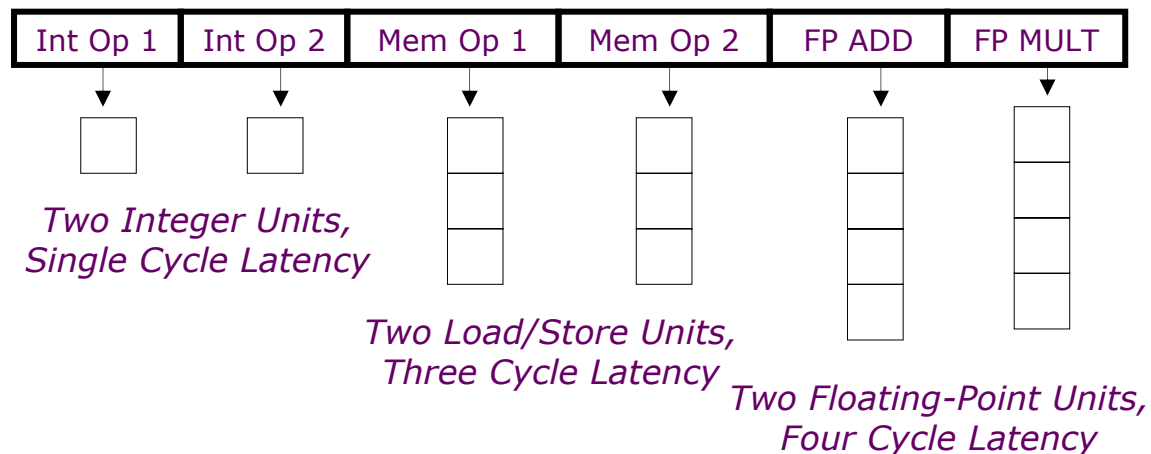 Int Op 1 Int Op 2 Mem Op 1 Mem Op 2 FP ADD FP MULT
Two Integer Units,
Single Cycle Latency
Two Load/Store Units,
Three Cycle Latency
Two Floating-Point Units,
Four Cycle Latency